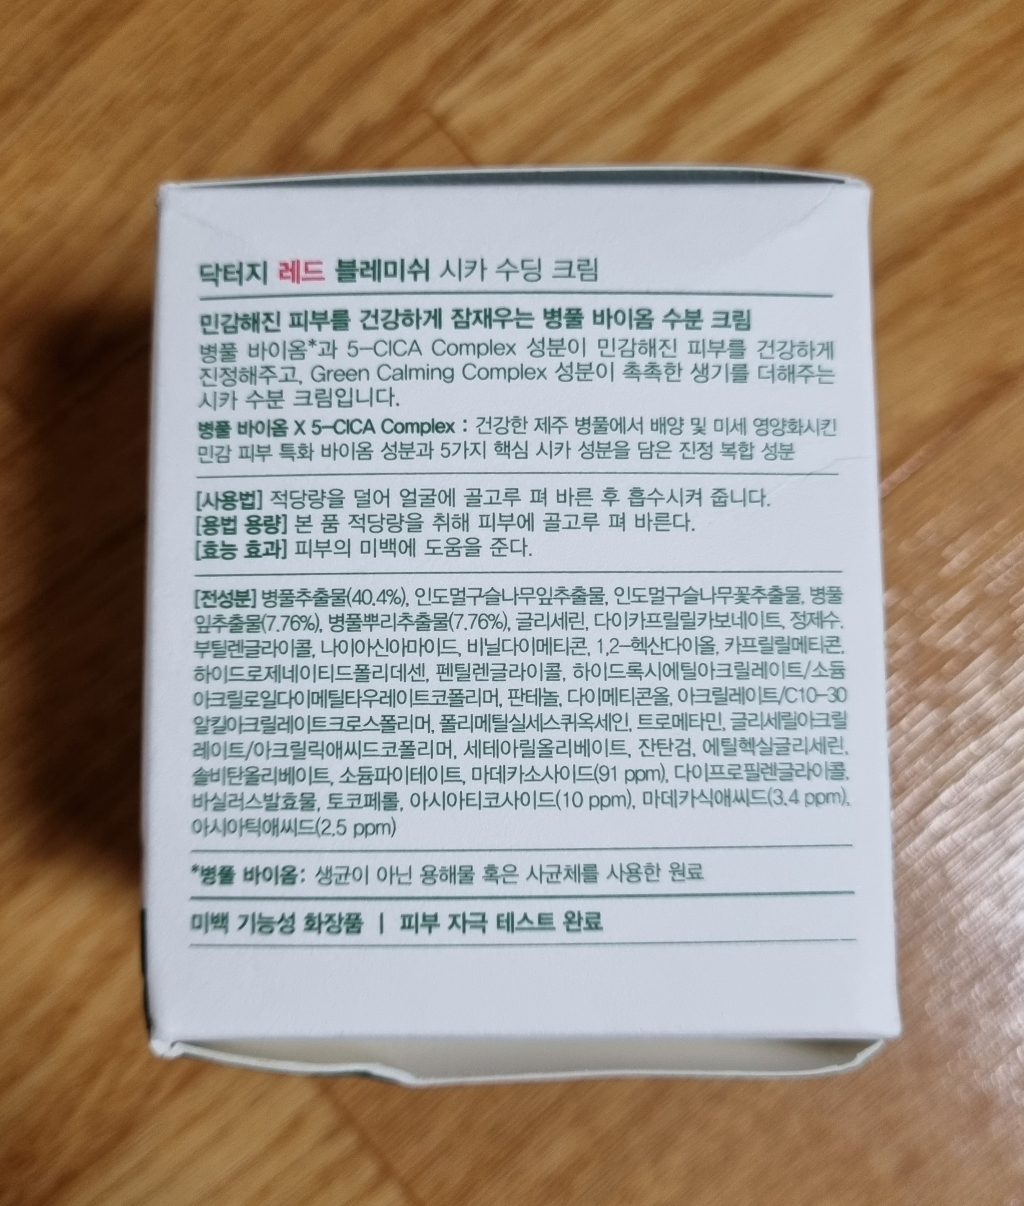 닥터지 레드 블레미쉬 시카 수딩 크림
민감해진 피부를 건강하게 잠재우는 병풀 바이옴 수분 크림
병풀 바이옴*과 5-CICA Complex 성분이 민감해진 피부를 건강하게
진정해주고, Green Calming Complex 성분이 촉촉한 생기를 더해주는
시카 수분 크림입니다.
병풀 바이옴 X 5-CICA Complex : 건강한 제주 병풀에서 배양 및 미세 영양화시킨
민감 피부 특화 바이옴 성분과 5가지 핵심 시카 성분을 담은 진정 복합 성분
[사용법] 적당량을 덜어 얼굴에 골고루 펴 바른 후 흡수시켜 줍니다.
[용법 용량] 본 품 적당량을 취해 피부에 골고루 펴 바른다.
[효능 효과] 피부의 미백에 도움을 준다.
[전성분] 병풀추출물(40.4%), 인도멀구슬나무잎추출물, 인도멀구슬나무꽃추출물, 병풀
잎추출물(7.76%), 병풀뿌리추출물(7.76%), 글리세린, 다이카프릴릴카보네이트, 정제수,
부틸렌글라이콜, 나이아신아마이드, 비닐다이메티콘, 1,2-헥산다이올, 카프릴릴메티콘,
하이드로제네이티드폴리데센, 펜틸렌글라이콜, 하이드록시에틸아크릴레이트/소듐
아크릴로일다이메틸타우레이트코폴리머, 판테놀, 다이메티콘올, 아크릴레이트/C10-30
알킬아크릴레이트크로스폴리머, 폴리메틸실세스퀴옥세인, 트로메타민, 글리세릴아크릴
레이트/아크릴릭애씨드코폴리머, 세테아릴올리베이트, 잔탄검, 에틸헥실글리세린,
솔비탄올리베이트, 소듐파이테이트, 마데카소사이드(91 ppm), 다이프로필렌글라이콜,
바실러스발효물, 토코페롤, 아시아티코사이드(10 ppm), 마데카식애씨드(3.4 ppm),
아시아틱애씨드(2.5 ppm)
*병풀 바이옴: 생균이 아닌 용해물 혹은 사균체를 사용한 원료
미백 기능성 화장품 | 피부 자극 테스트 완료